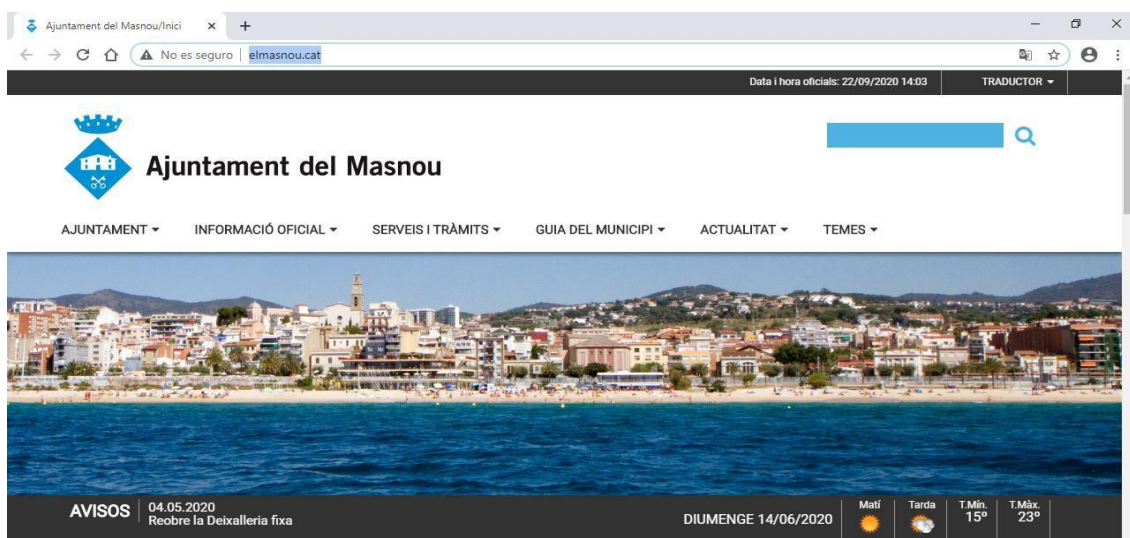 Ajuntament del Masnou/Inici
No es seguro | elmasnou.cat
Data i hora oficials: 22/09/2020 14:03 TRADUCTOR
Ajuntament del Masnou
AJUNTAMENT INFORMACIÓ OFICIAL SERVEIS I TRÀMITS GUIA DEL MUNICIPI ACTUALITAT TEMES
AVISOS
04.05.2020
Reobre la Deixalleria fixa
DIUMENGE 14/06/2020
Matí Tarda T.Mín. T.Màx.
15º 23º